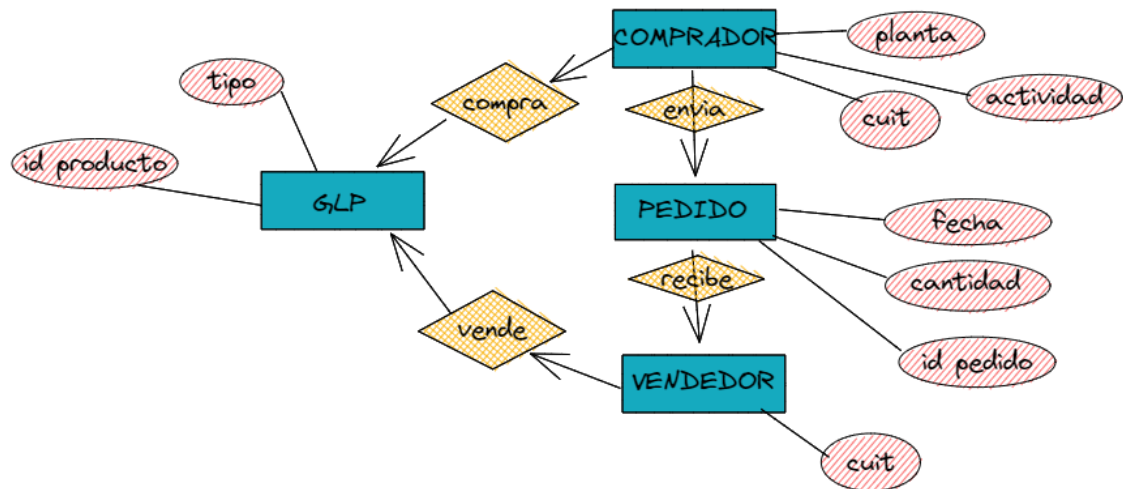 COMPRADOR
planta
tipo
compra
envia
actividad
cuit
id producto
GLP
PEDIDO
fecha
recibe
cantidad
vende
id pedido
VENDEDOR
cuit